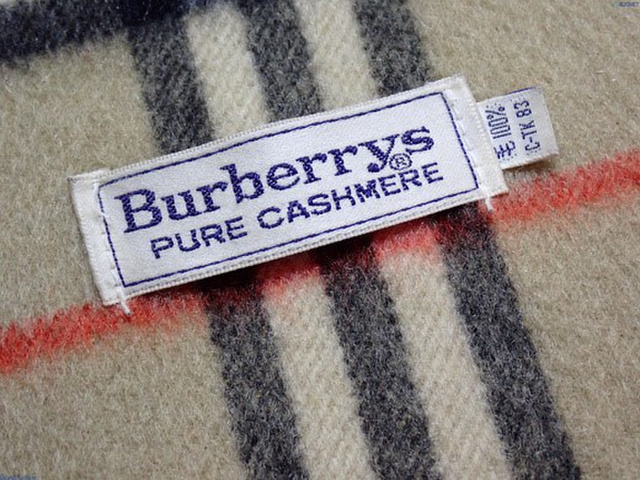 Burberrys®
PURE CASHMERE
毛 100%
C-TK 83